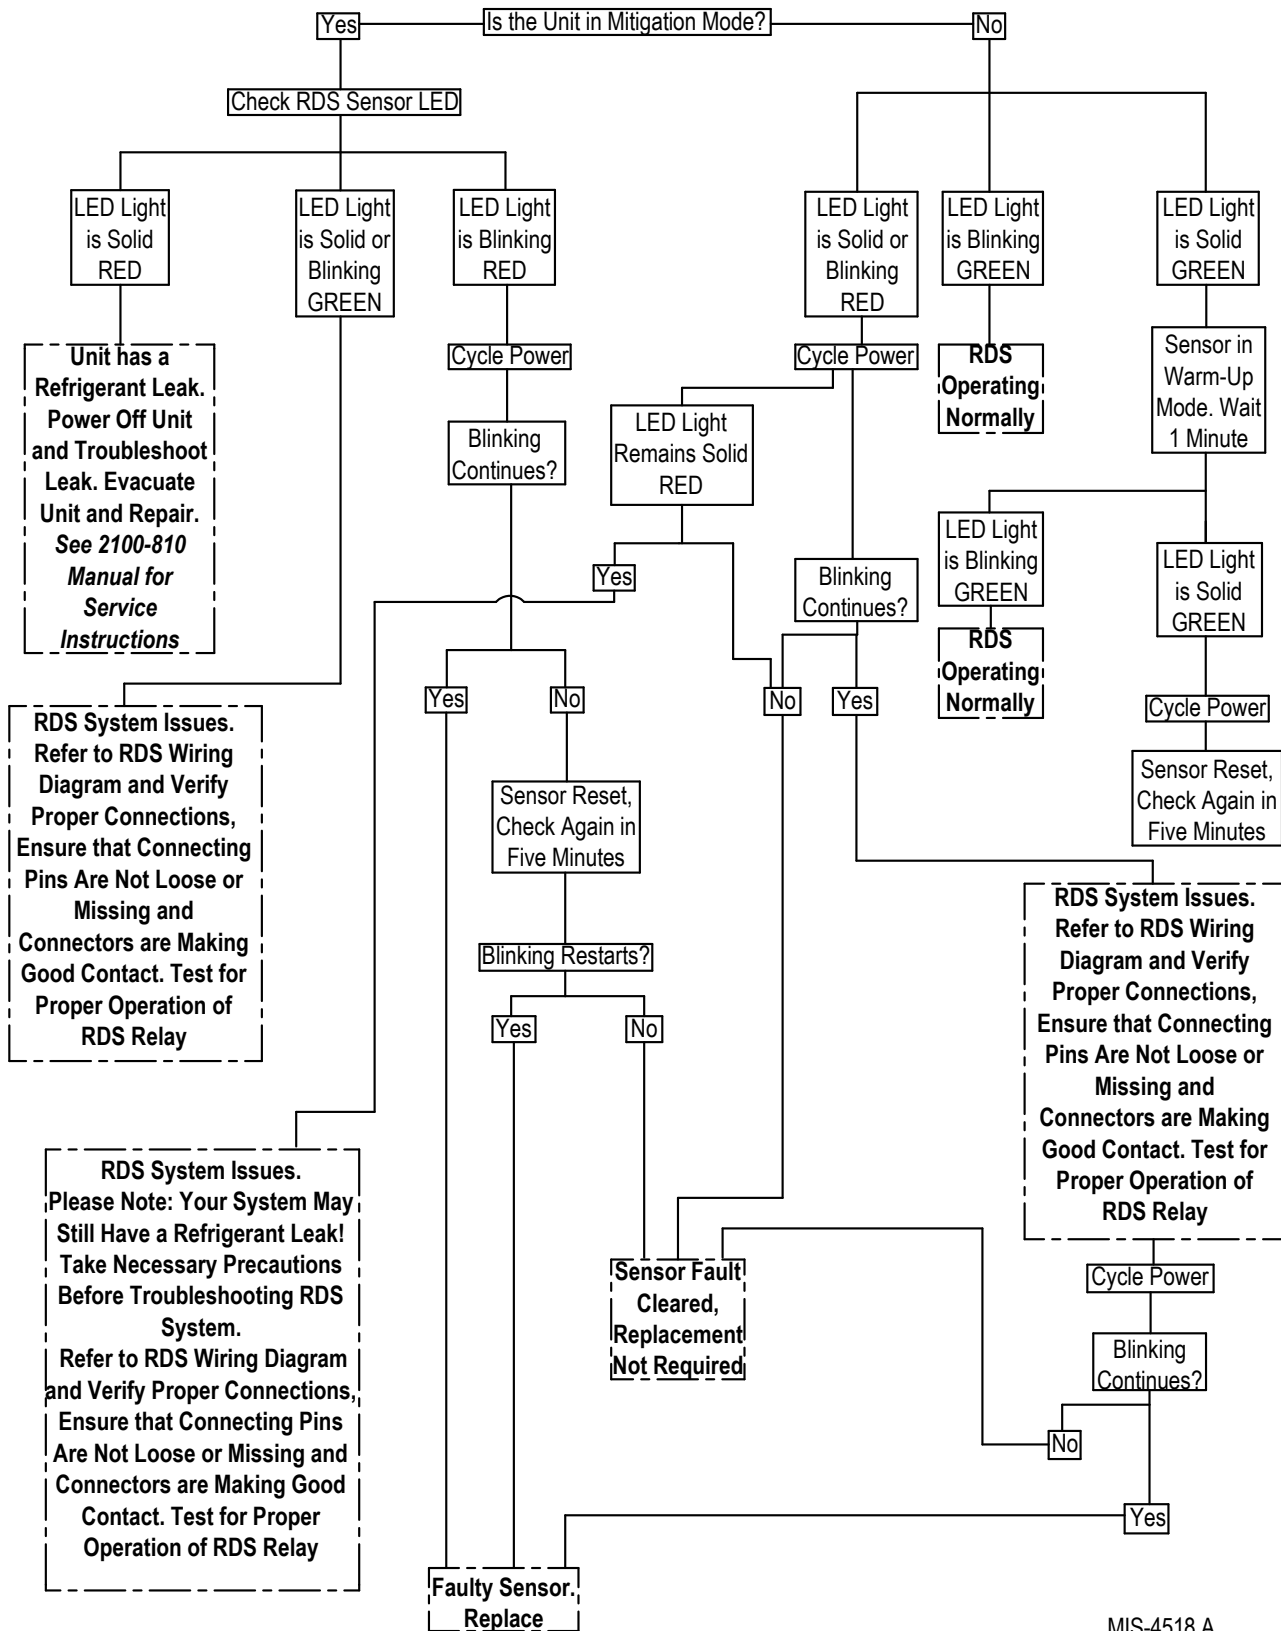 Is the Unit in Mitigation Mode?
Yes
No
Check RDS Sensor LED
LED Light
is Solid
RED
LED Light
is Solid or
Blinking
GREEN
LED Light
is Blinking
RED
LED Light
is Solid or
Blinking
RED
LED Light
is Blinking
GREEN
LED Light
is Solid
GREEN
Unit has a
Refrigerant Leak.
Power Off Unit
and Troubleshoot
Leak. Evacuate
Unit and Repair.
See 2100-810
Manual for
Service
Instructions
Cycle Power
Blinking
Continues?
Cycle Power
LED Light
Remains Solid
RED
Yes
Blinking
Continues?
RDS
Operating
Normally
Sensor in
Warm-Up
Mode. Wait
1 Minute
LED Light
is Blinking
GREEN
RDS
Operating
Normally
LED Light
is Solid
GREEN
Cycle Power
Sensor Reset,
Check Again in
Five Minutes
Yes
No
No
Yes
RDS System Issues.
Refer to RDS Wiring
Diagram and Verify
Proper Connections,
Ensure that Connecting
Pins Are Not Loose or
Missing and
Connectors are Making
Good Contact. Test for
Proper Operation of
RDS Relay
Sensor Reset,
Check Again in
Five Minutes
Blinking Restarts?
Yes
No
RDS System Issues.
Refer to RDS Wiring
Diagram and Verify
Proper Connections,
Ensure that Connecting
Pins Are Not Loose or
Missing and
Connectors are Making
Good Contact. Test for
Proper Operation of
RDS Relay
RDS System Issues.
Please Note: Your System May
Still Have a Refrigerant Leak!
Take Necessary Precautions
Before Troubleshooting RDS
System.
Refer to RDS Wiring Diagram
and Verify Proper Connections,
Ensure that Connecting Pins
Are Not Loose or Missing and
Connectors are Making Good
Contact. Test for Proper
Operation of RDS Relay
Sensor Fault
Cleared,
Replacement
Not Required
Cycle Power
Blinking
Continues?
No
Yes
Faulty Sensor.
Replace
MIS-4518 A